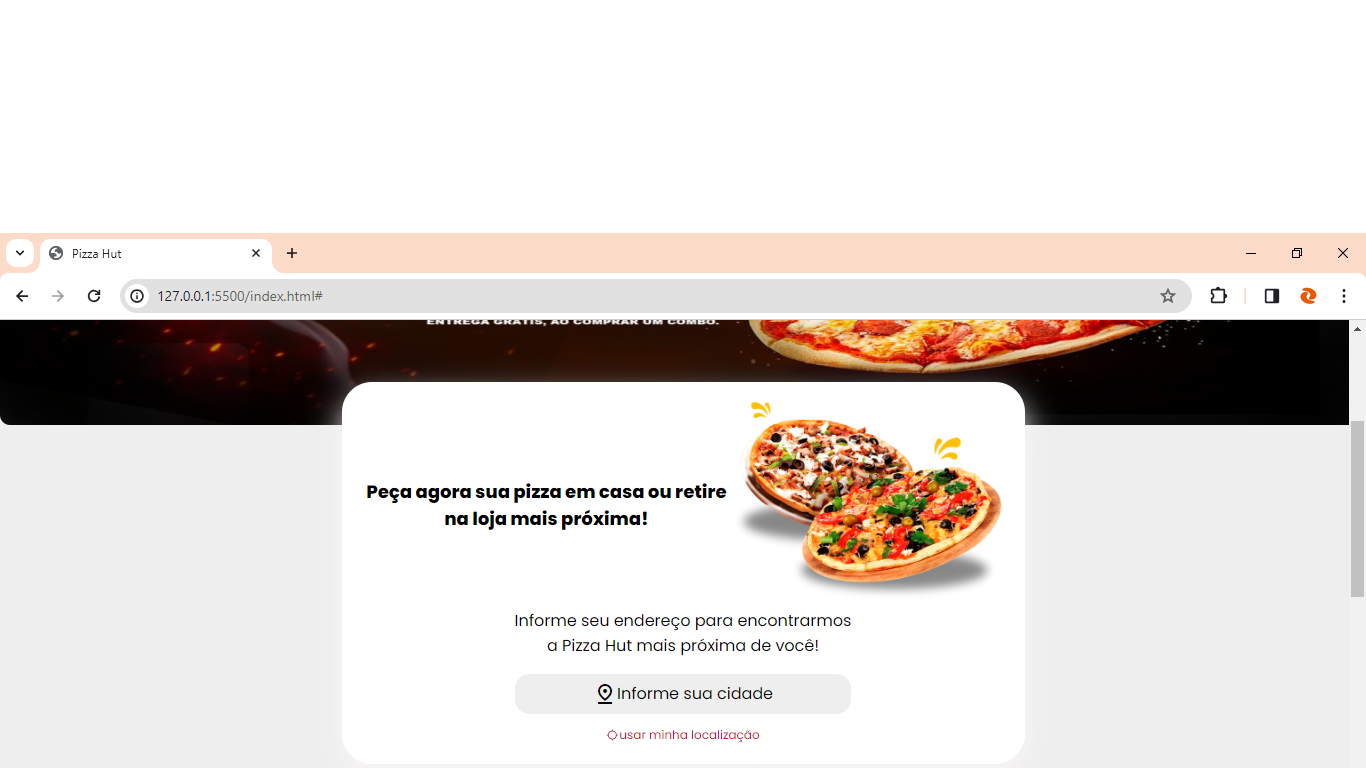 Pizza Hut
127.0.0.1:5500/index.html#
ENTREGA GRÁTIS, AO COMPRAR UM COMBO.
Peça agora sua pizza em casa ou retire
na loja mais próxima!
Informe seu endereço para encontrarmos
a Pizza Hut mais próxima de você!
Informe sua cidade
usar minha localização